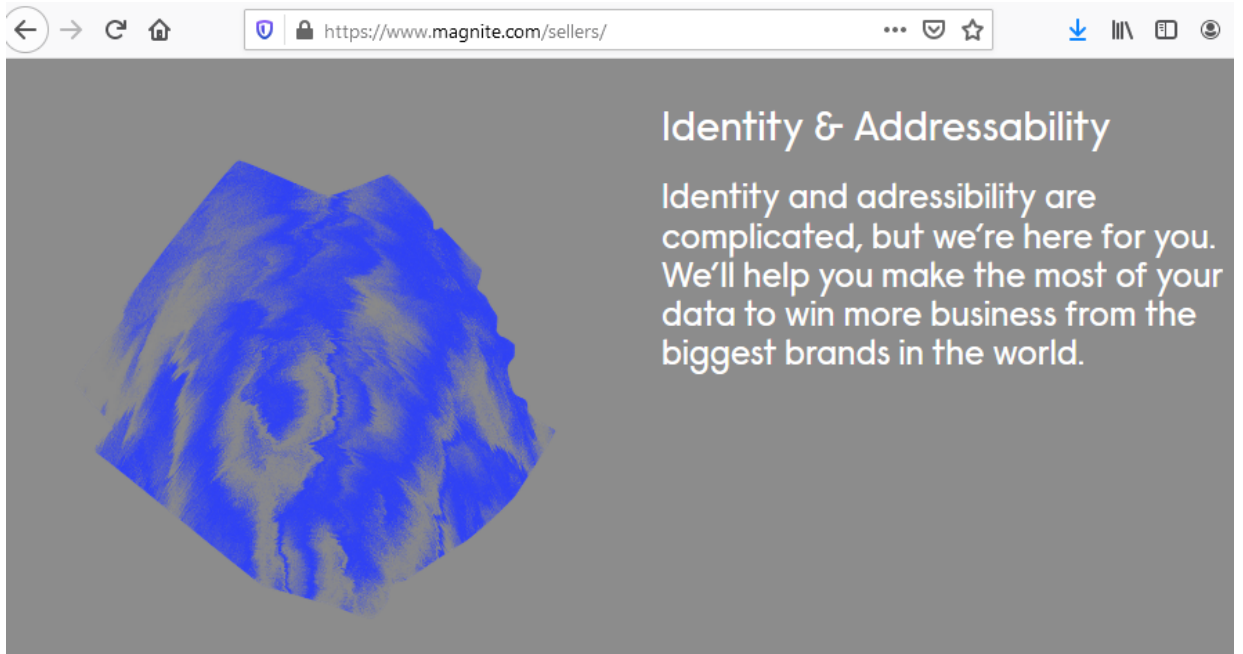 https://www.magnite.com/sellers/
Identity & Addressability
Identity and adressibility are
complicated, but we're here for you.
We'll help you make the most of your
data to win more business from the
biggest brands in the world.